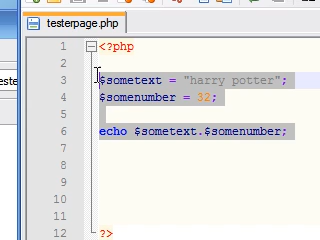 testerpage.php
este
1 <?php
2
3 $sometext = "harry potter";
4 $somenumber = 32;
5
6 echo $sometext.$somenumber;
7
8
9
10
11
12 ?>